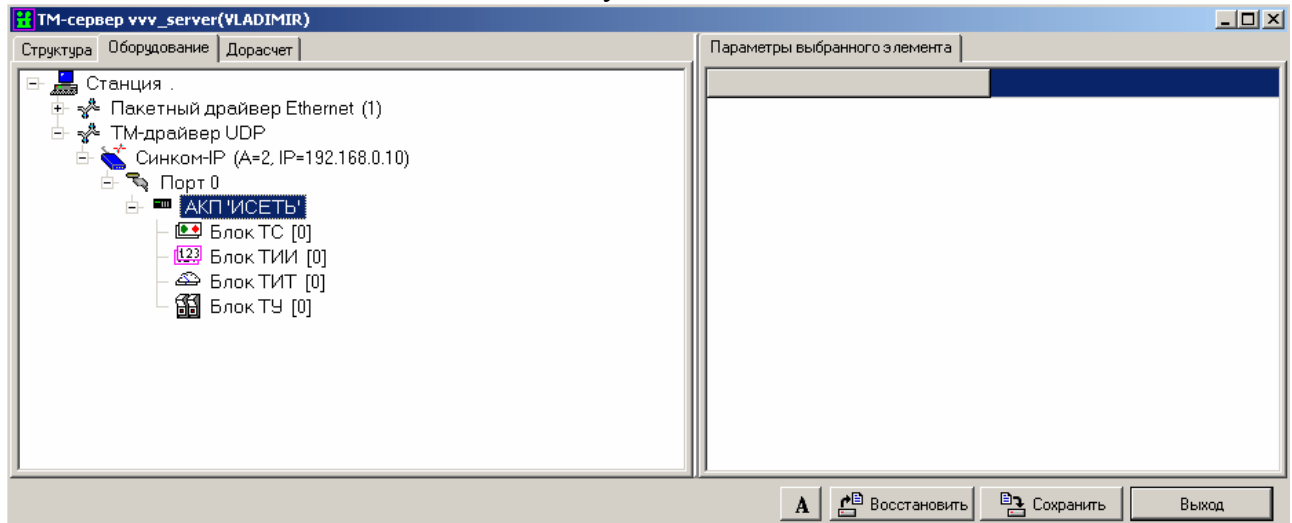 ТМ-сервер vvv_server(VLADIMIR)
Структура Оборудование Дорасчет
Параметры выбранного элемента
Станция .
Пакетный драйвер Ethernet (1)
ТМ-драйвер UDP
Синком-IP (A=2, IP=192.168.0.10)
Порт 0
АКП 'ИСЕТЬ'
Блок ТС [0]
123
Блок ТИИ [0]
Блок ТИТ [0]
Блок ТУ [0]
A Восстановить Сохранить Выход